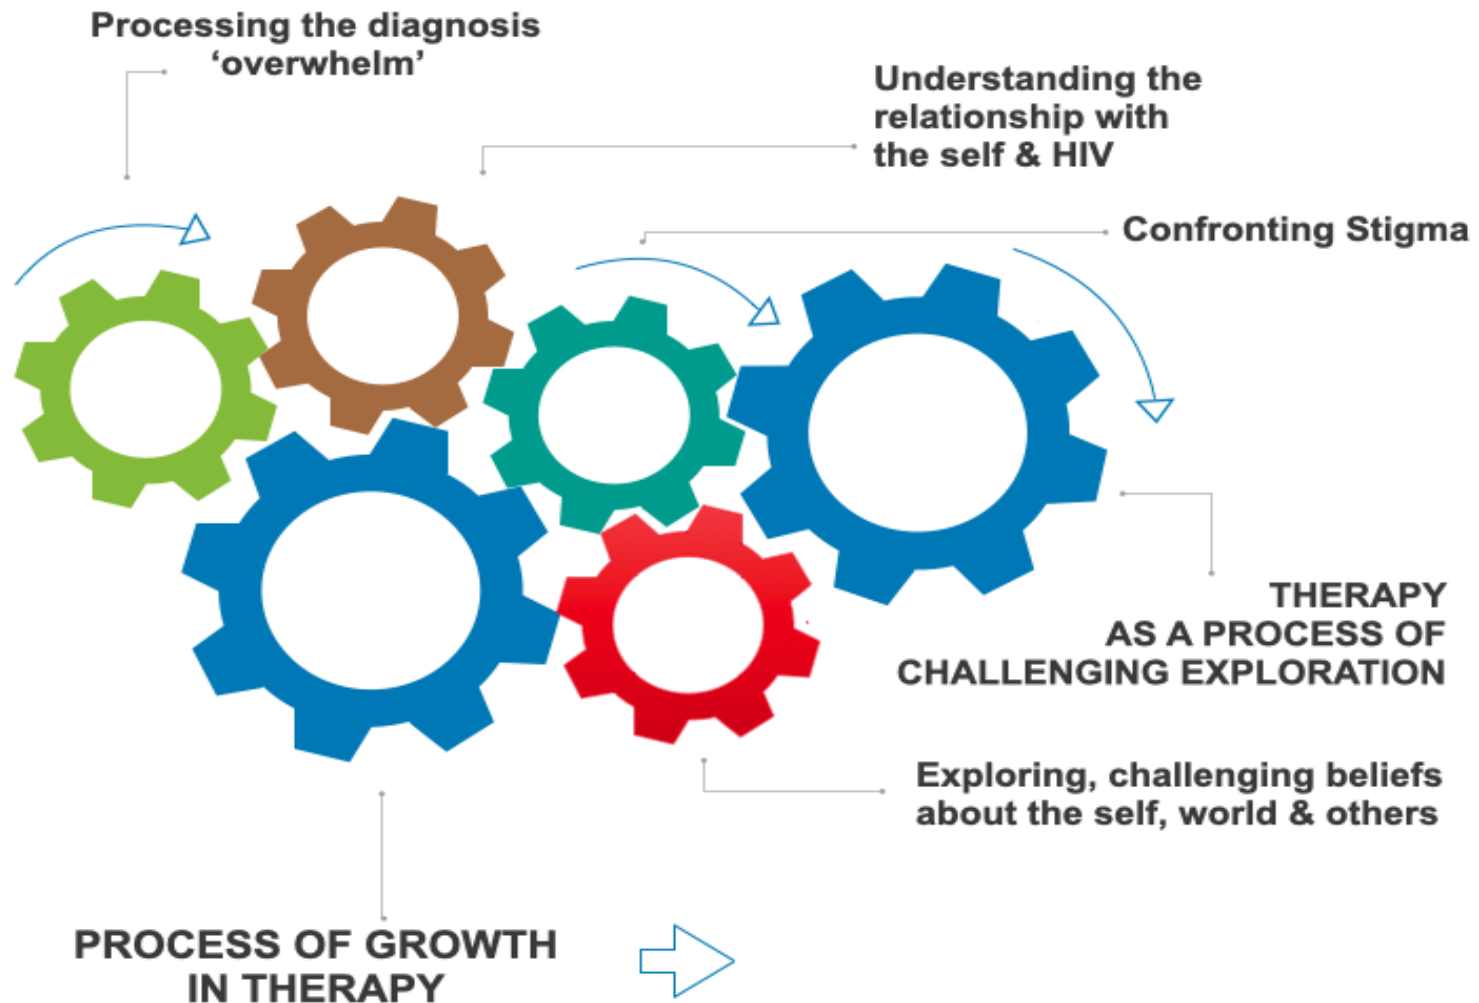 Processing the diagnosis
‘overwhelm’
Understanding the
relationship with
the self & HIV
Confronting Stigma
THERAPY
AS A PROCESS OF
CHALLENGING EXPLORATION
Exploring, challenging beliefs
about the self, world & others
PROCESS OF GROWTH
IN THERAPY